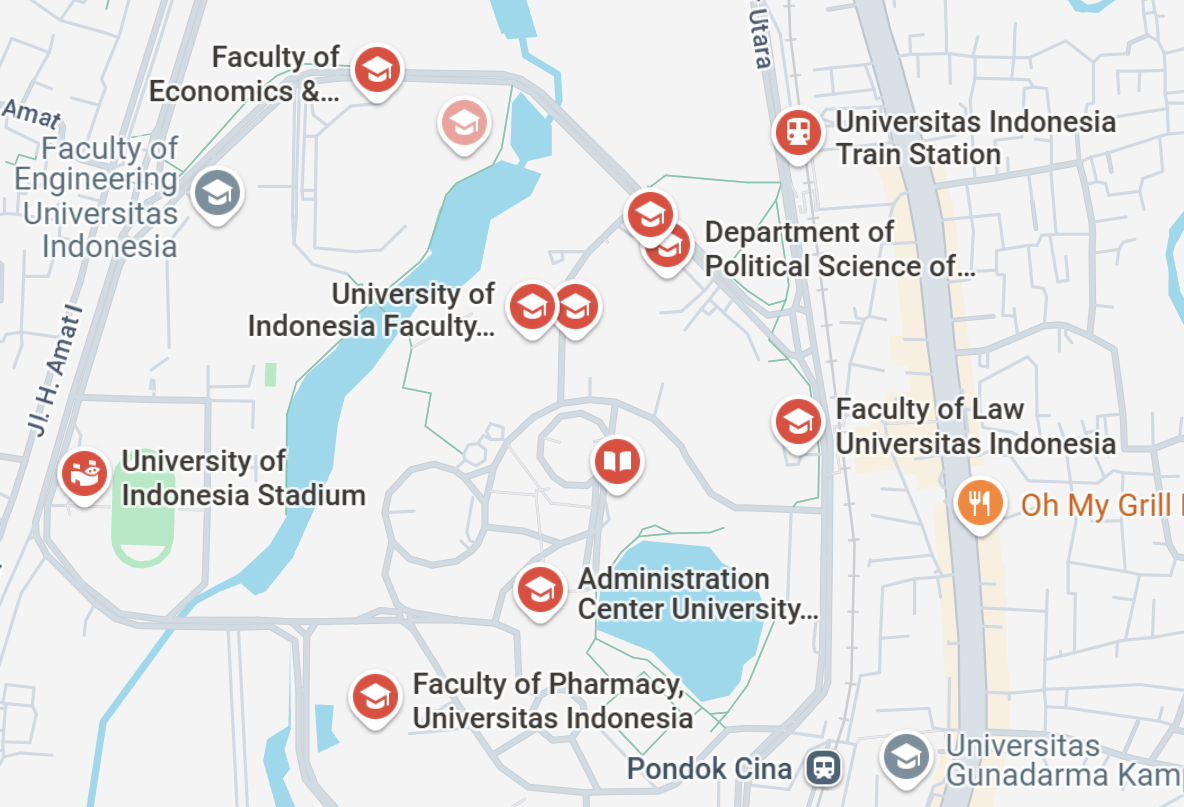 Utara
Faculty of
Economics &...
Amat
Universitas Indonesia
Train Station
Faculty of
Engineering
Universitas
Indonesia
Department of
Political Science of...
University of
Indonesia Faculty...
Jl. H. Amat I
Faculty of Law
Universitas Indonesia
University of
Indonesia Stadium
Oh My Grill
Administration
Center University...
Faculty of Pharmacy,
Universitas Indonesia
Pondok Cina
Universitas
Gunadarma Kam